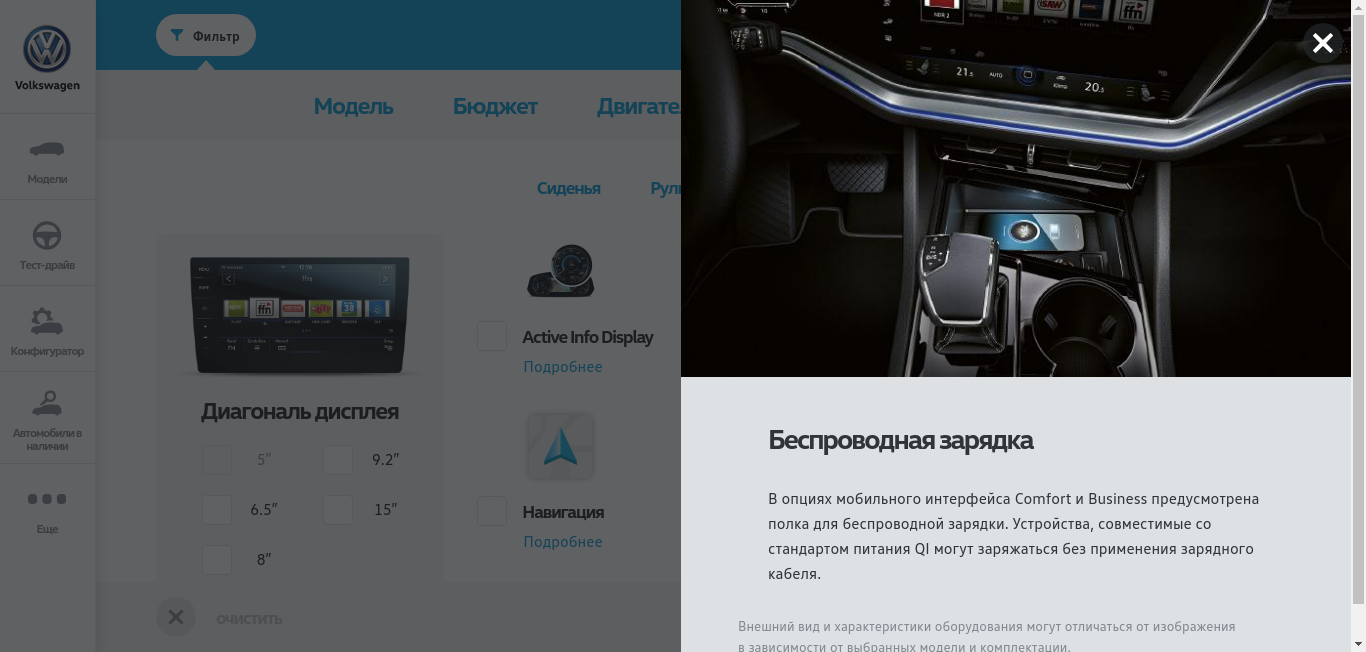 Volkswagen
Модели
Тест-драйв
Конфигуратор
Автомобили в
наличии
Еще
Фильтр
Модель
Бюджет
Сиденья
Диагональ дисплея
5"
9.2"
6.5"
15"
8"
Active Info Display
Подробнее
Навигация
Подробнее
очистить
NDR 2
ffn
21.5
AUTO
20.5
Беспроводная зарядка
В опциях мобильного интерфейса Comfort и Business предусмотрена
полка для беспроводной зарядки. Устройства, совместимые со
стандартом питания QI могут заряжаться без применения зарядного
кабеля.
Внешний вид и характеристики оборудования могут отличаться от изображения
в зависимости от выбранных модели и комплектации.